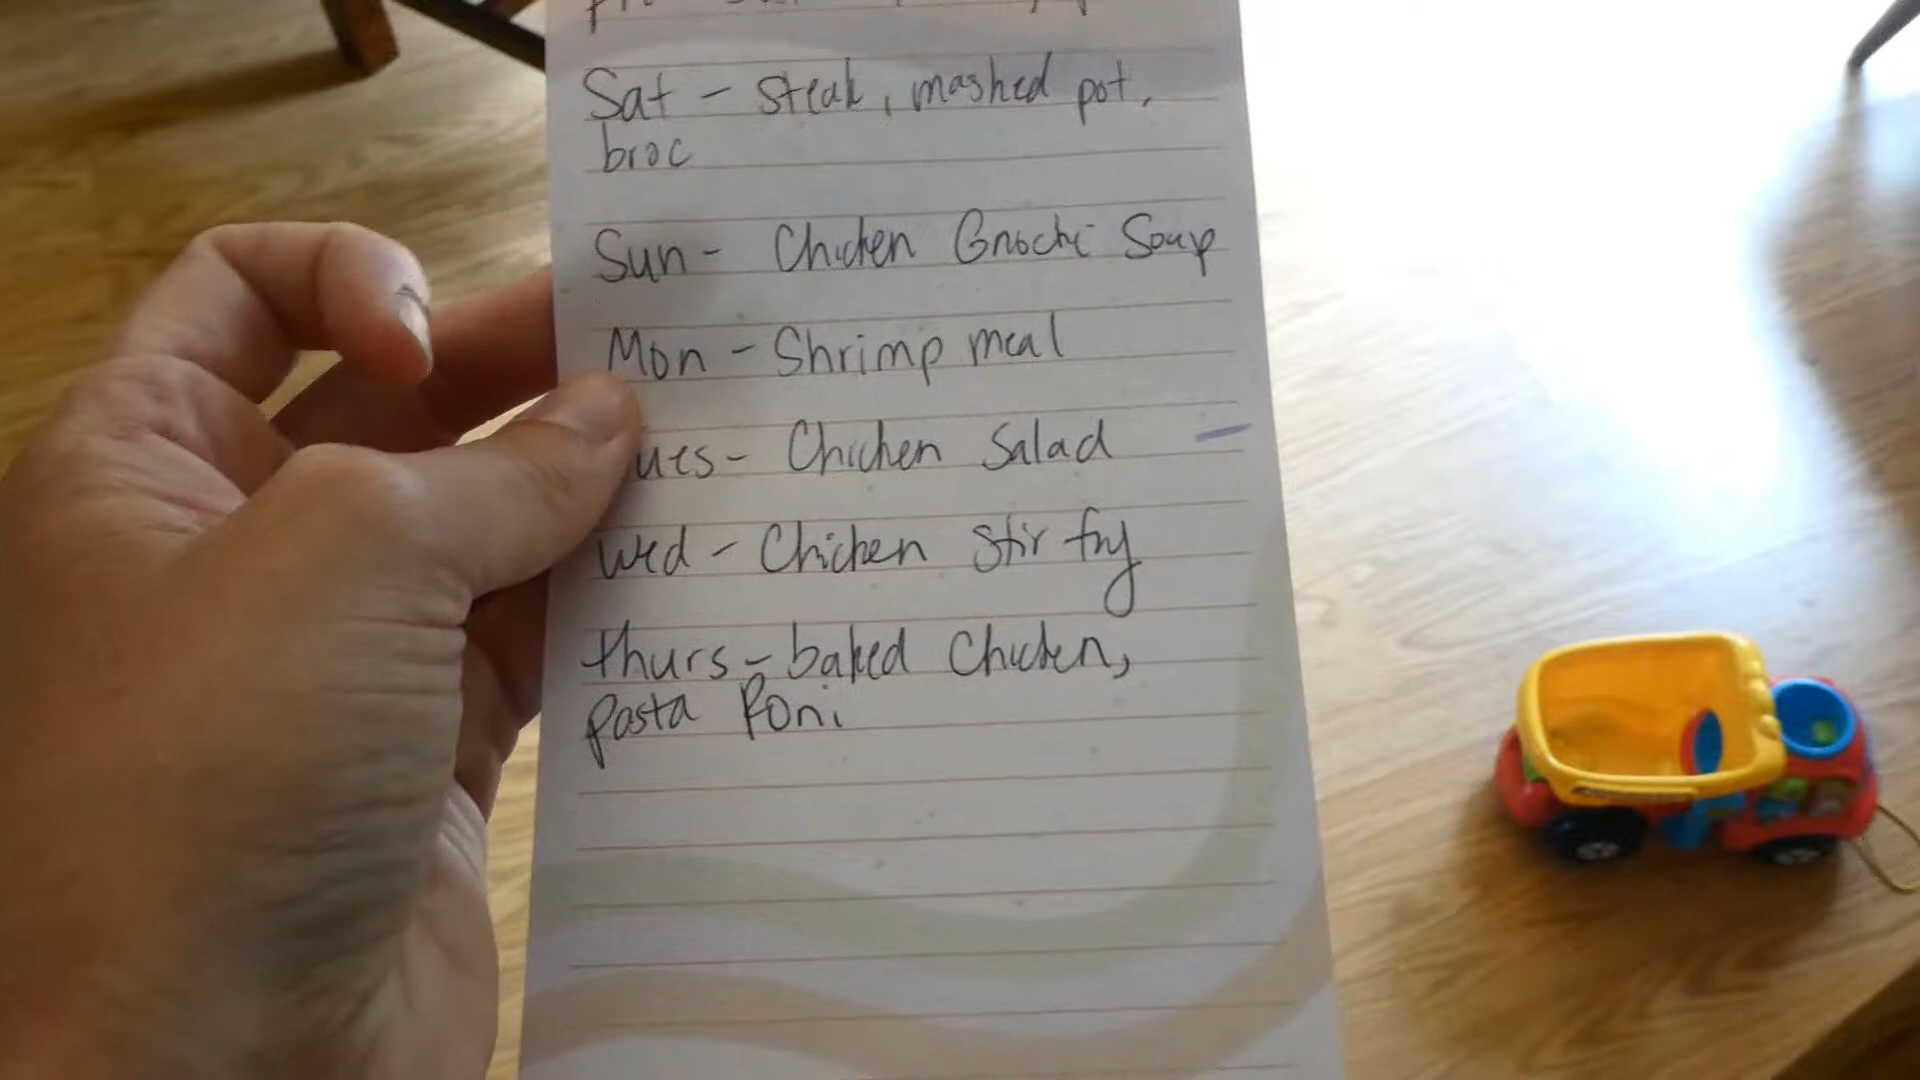 Sat - Steak, mashed pot,
broc
Sun - Chicken Gnochi Soup
Mon - Shrimp meal
ues - Chicken Salad
Wed - Chicken Stir fry
thurs - baked Chicken,
Pasta Roni